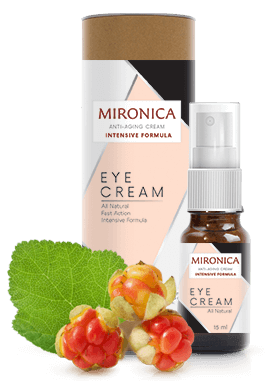 MIRONICA
ANTI-AGING CREAM
INTENSIVE FORMULA
EYE
CREAM
All Natural
Fast Action
Intensive Formula
MIRONICA
ANTI-AGING CREAM
INTENSIVE FORMULA
EYE
CREAM
All Natural
15 ml